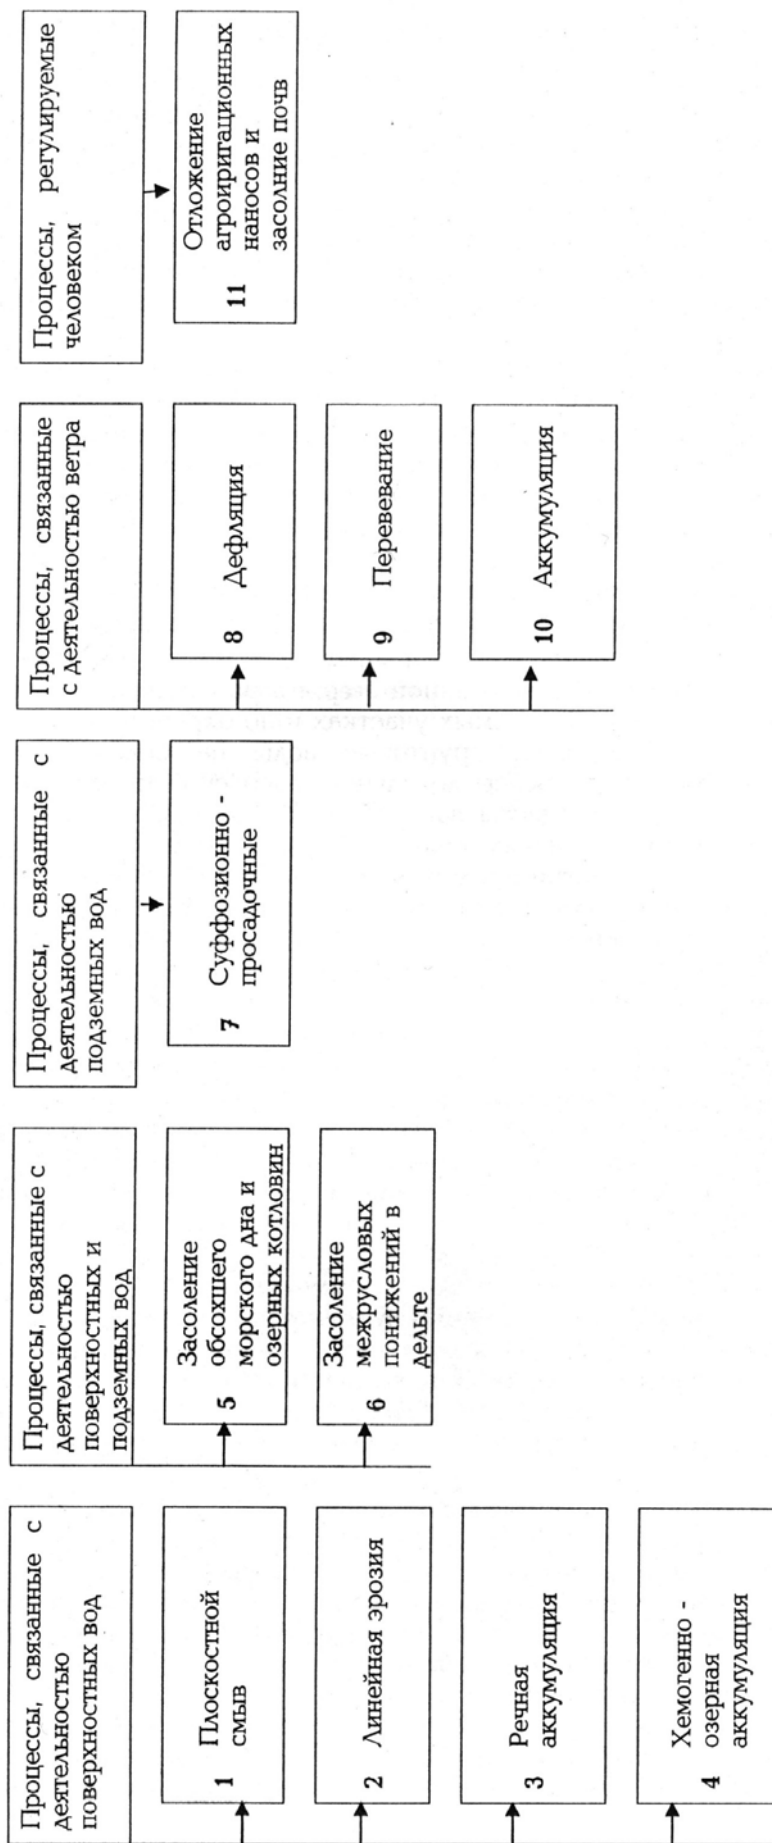 Процессы, связанные с
деятельностью
поверхностных вод
1 Плоскостной
смыв
2 Линейная эрозия
3 Речная
аккумуляция
4 Хемогенно -
озерная
аккумуляция
Процессы, связанные с
деятельностью
поверхностных и
подземных вод
Засоление
обсохшего
морского дна и
5 озерных котловин
Засоление
межрусловых
6 понижений в
дельте
Процессы, связанные с
деятельностью
подземных вод
7 Суффозионно -
просадочные
Процессы, связанные
с деятельностью ветра
8 Дефляция
9 Перевевание
10 Аккумуляция
Процессы, регулируемые
человеком
Отложение
агроиригационных
11 наносов и
засолние почв